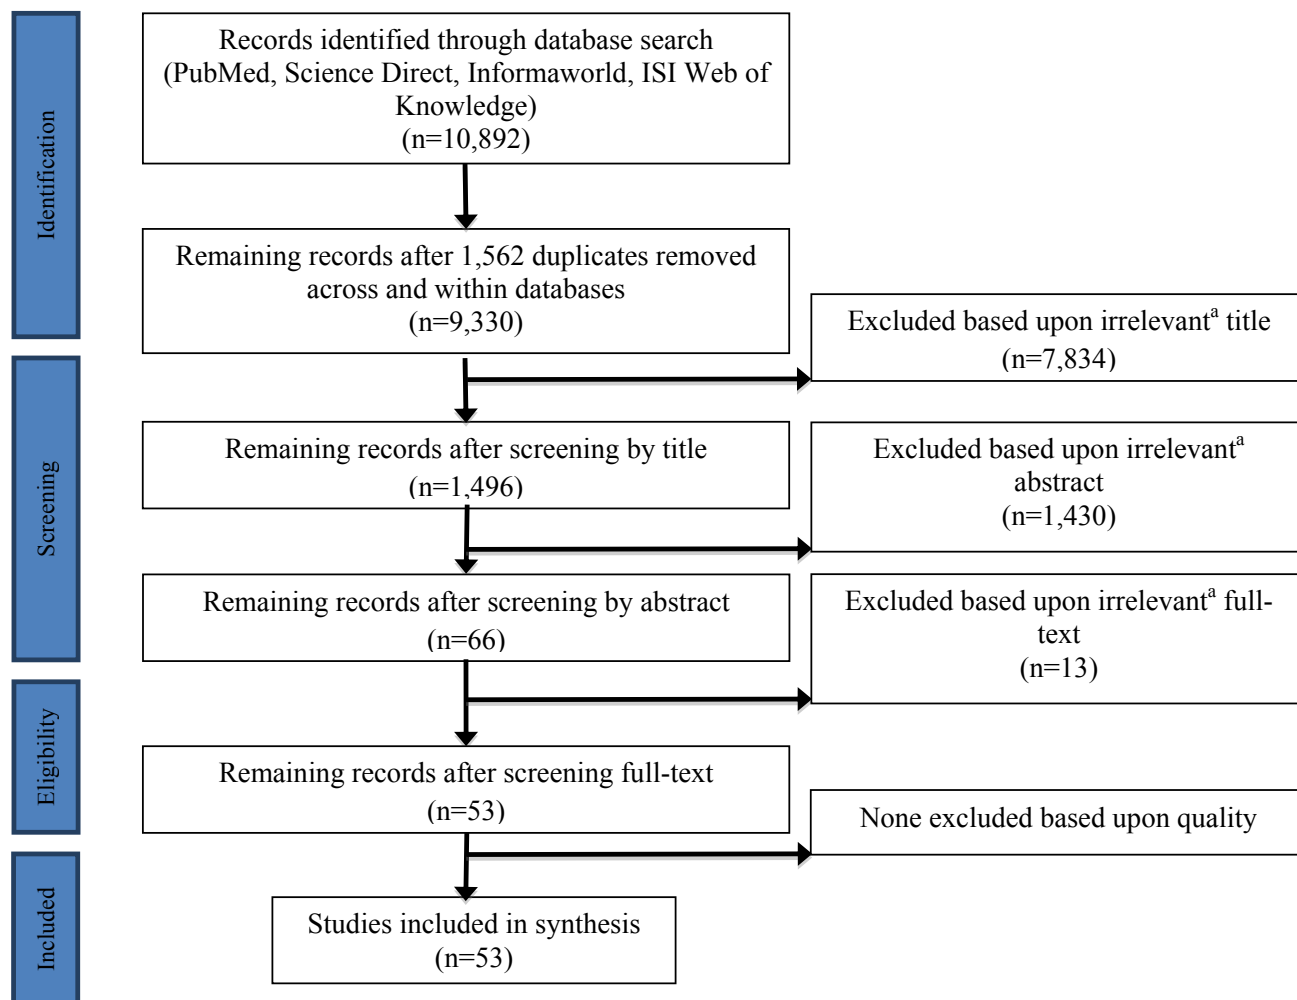 Identification
Records identified through database search
(PubMed, Science Direct, Informaworld, ISI Web of
Knowledge)
(n=10,892)
Remaining records after 1,562 duplicates removed
across and within databases
(n=9,330)
Excluded based upon irrelevantᵃ title
(n=7,834)
Screening
Remaining records after screening by title
(n=1,496)
Excluded based upon irrelevantᵃ
abstract
(n=1,430)
Remaining records after screening by abstract
(n=66)
Excluded based upon irrelevantᵃ full-
text
(n=13)
Eligibility
Remaining records after screening full-text
(n=53)
None excluded based upon quality
Included
Studies included in synthesis
(n=53)